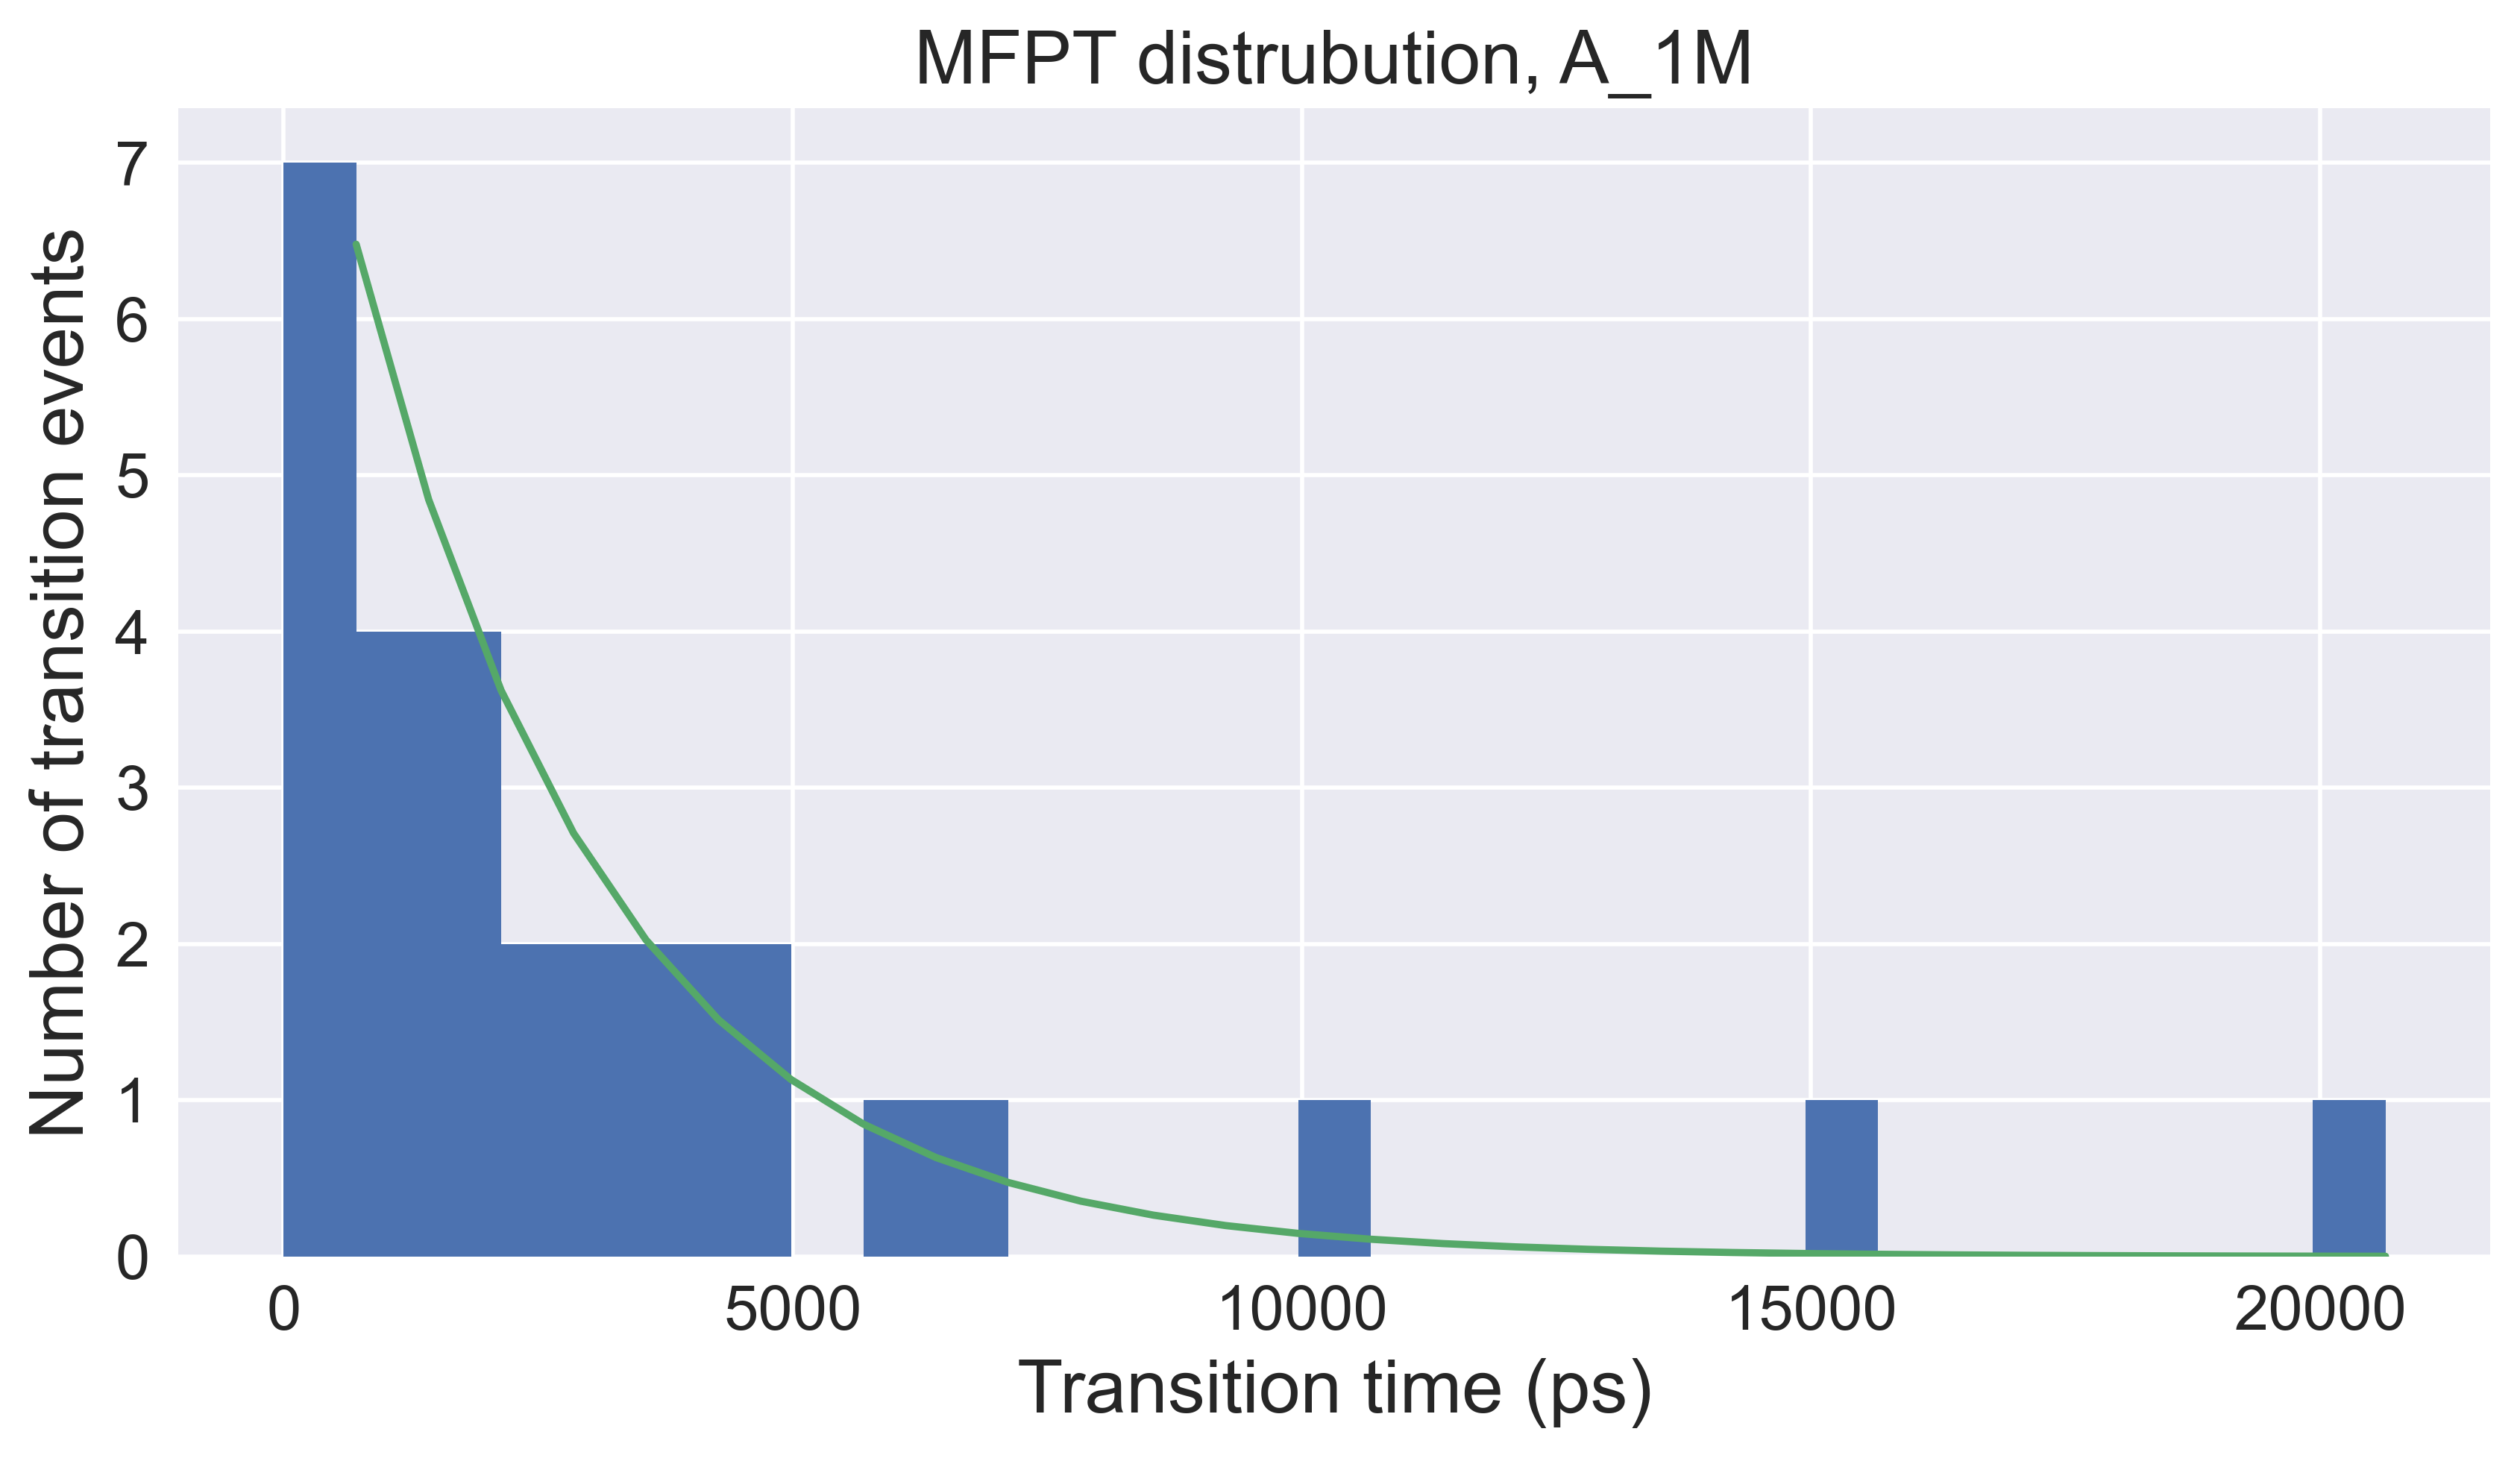 MFPT distrubution, A_1M
Number of transition events
7
6
5
4
3
2
1
0
0 5000 10000 15000 20000
Transition time (ps)